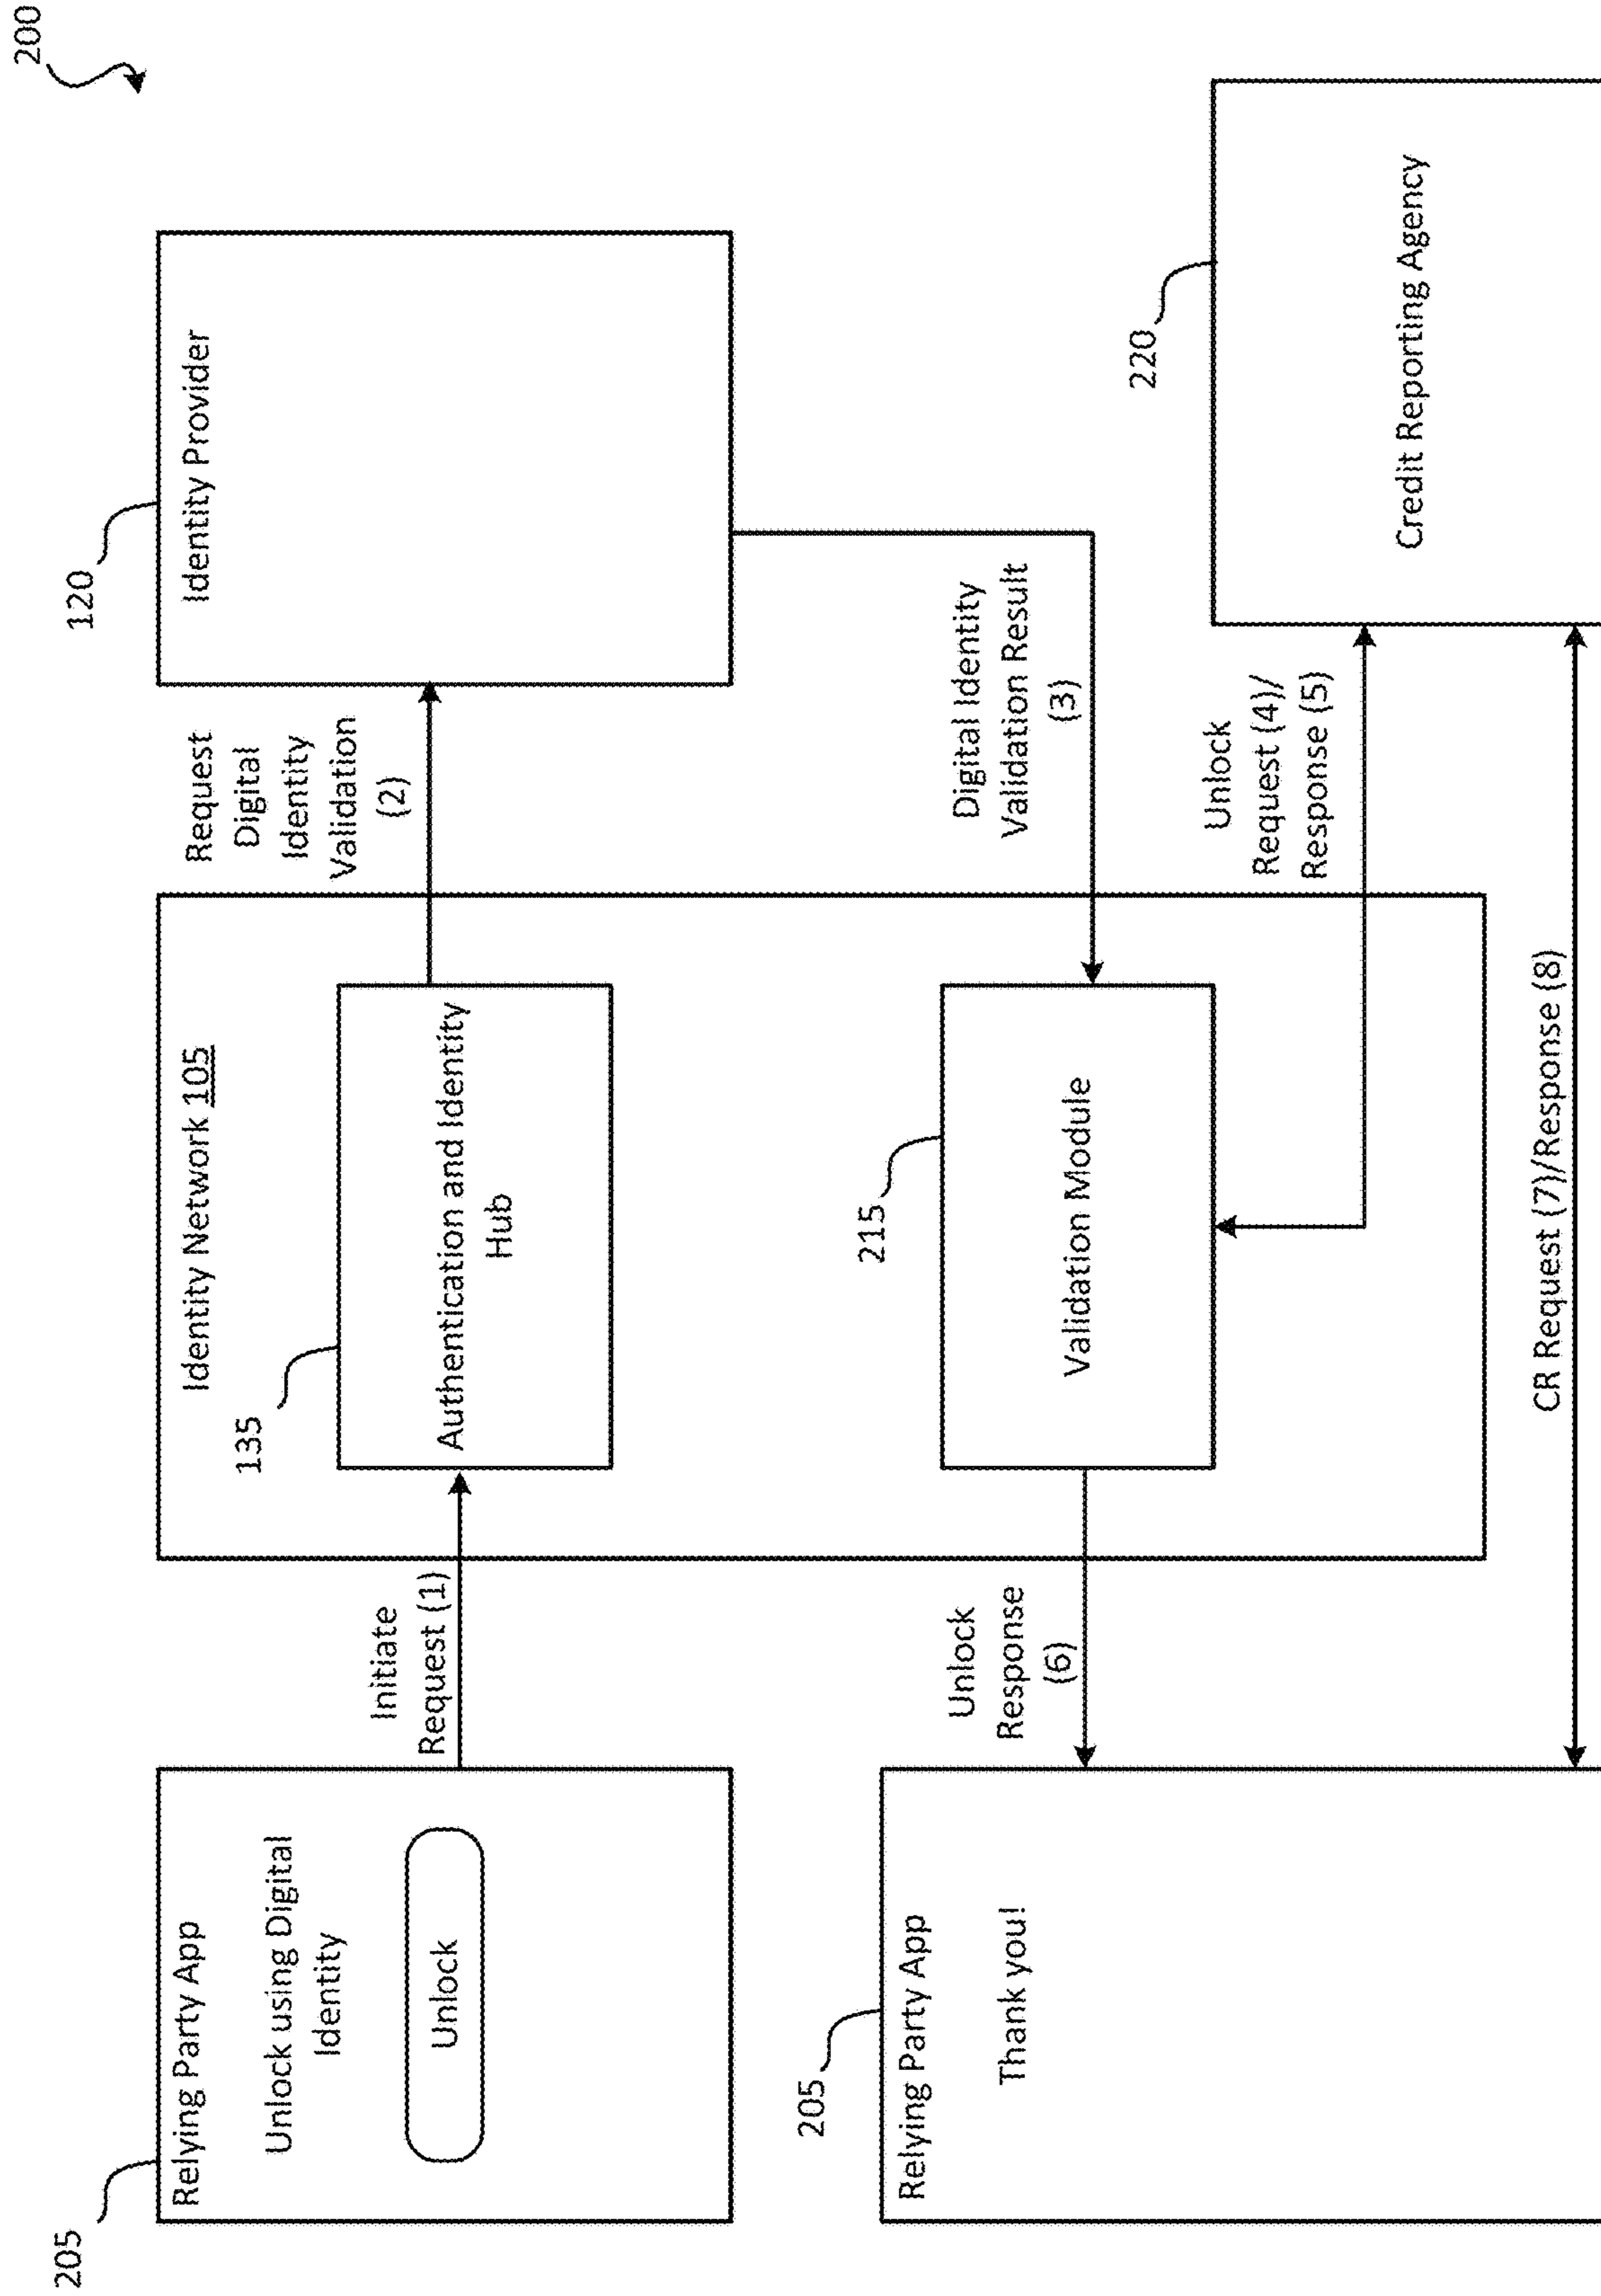 200
205
Relying Party App
Unlock using Digital
Identity
Unlock
Initiate
Request (1)
Identity Network 105
135
Authentication and Identity
Hub
Request
Digital
Identity
Validation
(2)
120
Identity Provider
205
Relying Party App
Thank you!
Unlock
Response
(6)
215
Validation Module
Digital Identity
Validation Result
(3)
Unlock
Request (4)/
Response (5)
220
Credit Reporting Agency
CR Request (7)/Response (8)